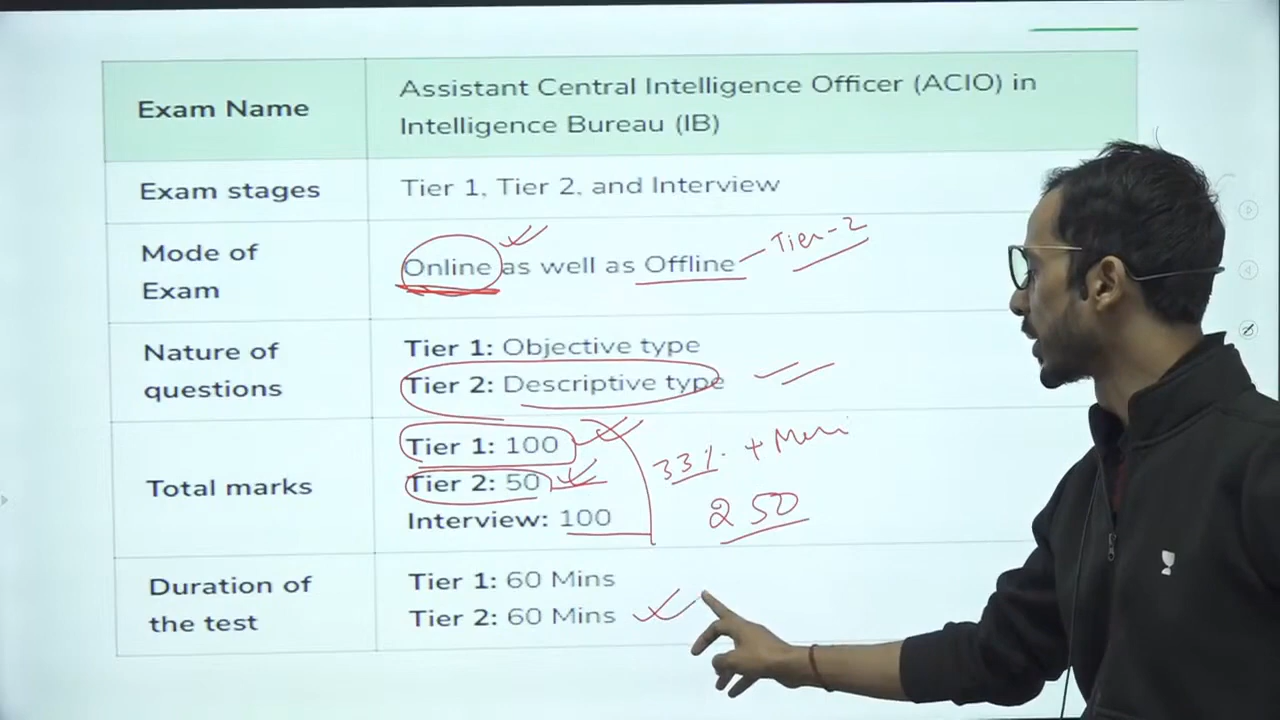 Exam Name
Assistant Central Intelligence Officer (ACIO) in
Intelligence Bureau (IB)
Exam stages
Tier 1, Tier 2, and Interview
Mode of
Exam
Online as well as Offline
Tier-2
Nature of
questions
Tier 1: Objective type
Tier 2: Descriptive type
Total marks
Tier 1: 100
Tier 2: 50
Interview: 100
33% +
250
Duration of
the test
Tier 1: 60 Mins
Tier 2: 60 Mins